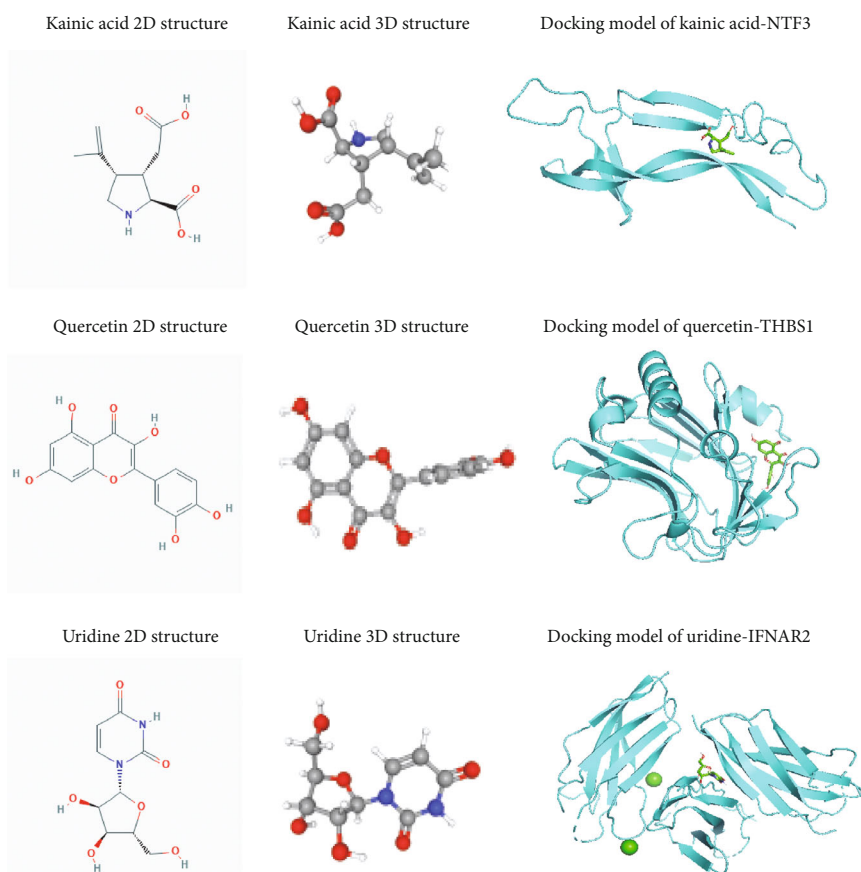 Kainic acid 2D structure
Kainic acid 3D structure
Docking model of kainic acid-NTF3
O
H
O
O
O
N
H
O
H
Quercetin 2D structure
Quercetin 3D structure
Docking model of quercetin-THBS1
H
O
O
H
O
H
O
O
H
O
H
O
H
Uridine 2D structure
Uridine 3D structure
Docking model of uridine-IFNAR2
O
N
H
N
O
H
O
O
O
H
O
H